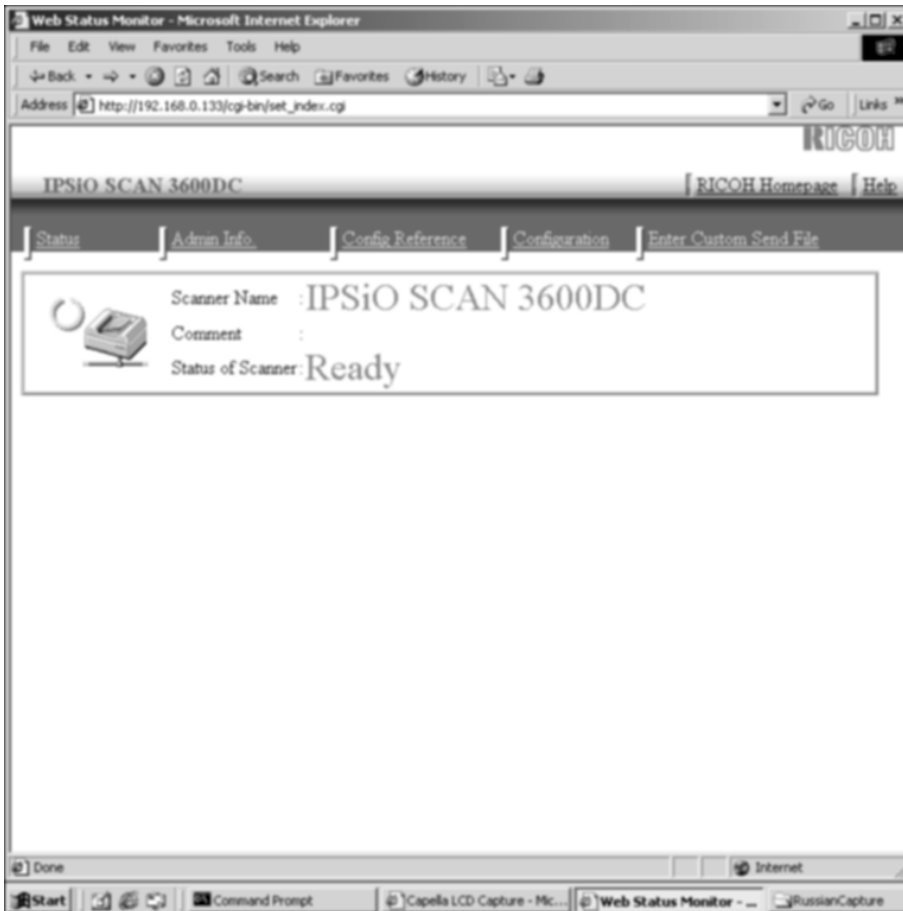 Web Status Monitor - Microsoft Internet Explorer
File Edit View Favorites Tools Help
Back Search Favorites History
Address http://192.168.0.133/cgi-bin/set_index.cgi Go Links »
RICOH
IPSiO SCAN 3600DC RICOH Homepage Help
Status Admin Info. Config Reference Configuration Enter Custom Send File
Scanner Name :IPSiO SCAN 3600DC
Comment :
Status of Scanner:Ready
Done Internet
Start Command Prompt Capella LCD Capture - Mic... Web Status Monitor - ... RussianCapture